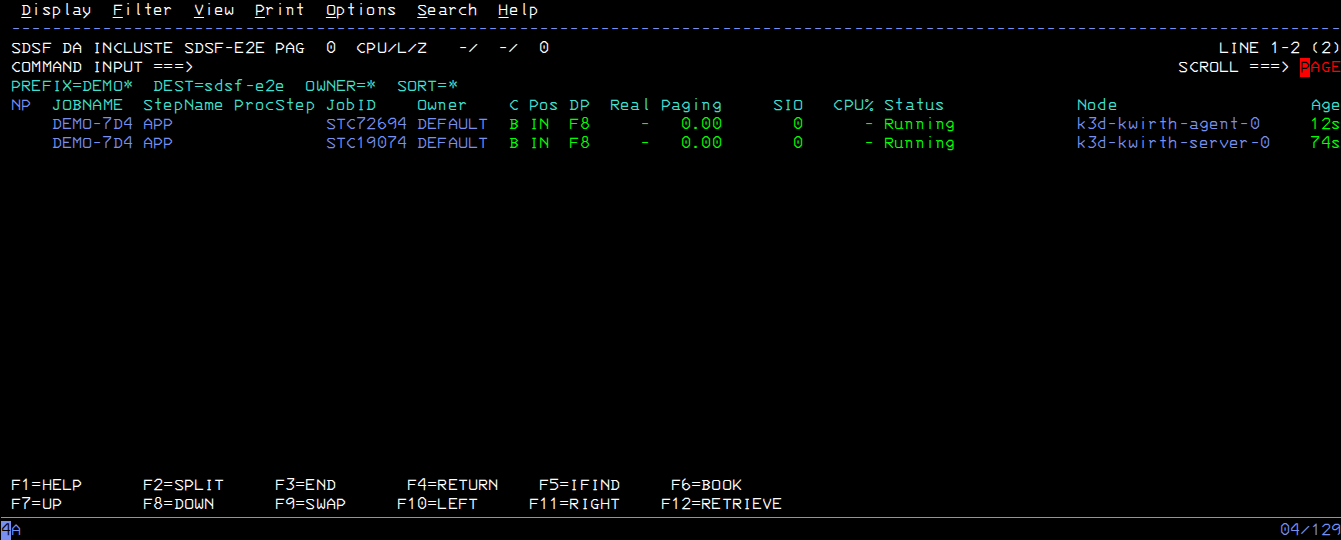 Display  Filter  View  Print  Options  Search  Help
SDSF DA INCLUSTE SDSF-E2E PAG  0  CPU/L/Z   -/  -/  0                                                                  LINE 1-2 (2)
COMMAND INPUT ===>                                                                                                 SCROLL ===> PAGE
PREFIX=DEMO*  DEST=sdsf-e2e  OWNER=*  SORT=*
NP  JOBNAME  StepName ProcStep JobID    Owner    C Pos DP  Real Paging     SIO   CPU% Status             Node                   Age
DEMO-7D4 APP               STC72694 DEFAULT  B IN  F8     -   0.00       0      - Running            k3d-kwirth-agent-0     12s
DEMO-7D4 APP               STC19074 DEFAULT  B IN  F8     -   0.00       0      - Running            k3d-kwirth-server-0    74s
F1=HELP      F2=SPLIT     F3=END       F4=RETURN    F5=IFIND     F6=BOOK
F7=UP        F8=DOWN      F9=SWAP     F10=LEFT     F11=RIGHT    F12=RETRIEVE
4A                                                                                                                           04/129